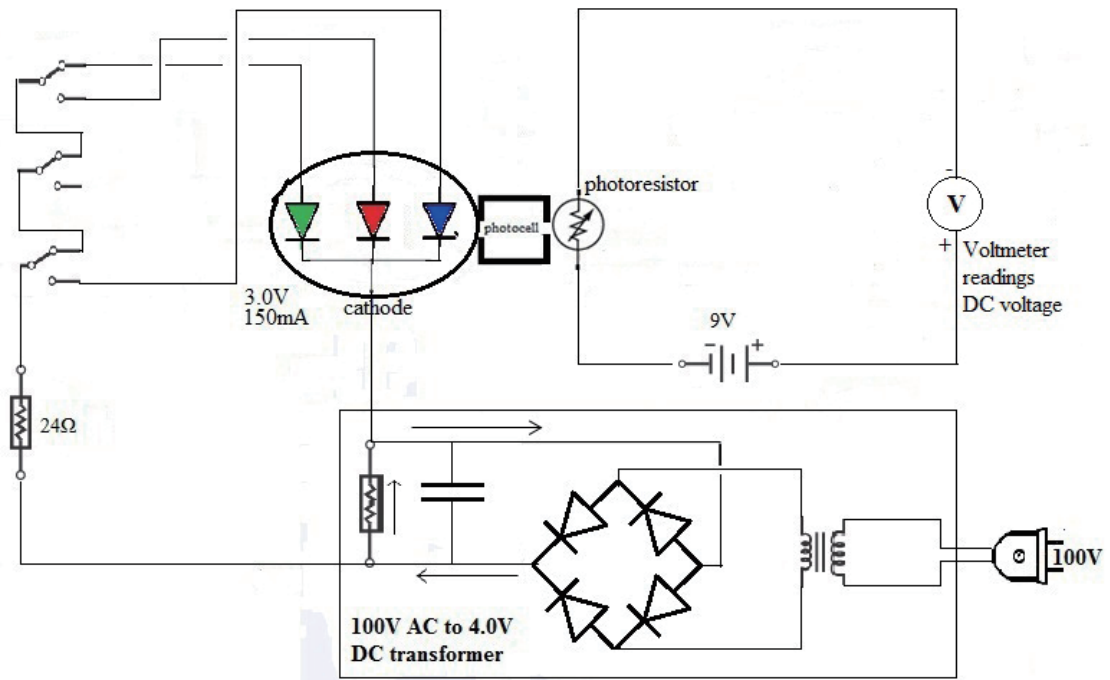 photoresistor
photocell
-
V
+
Voltmeter
readings
DC voltage
3.0V
150mA
cathode
9V
- +
24Ω
100V
100V AC to 4.0V
DC transformer